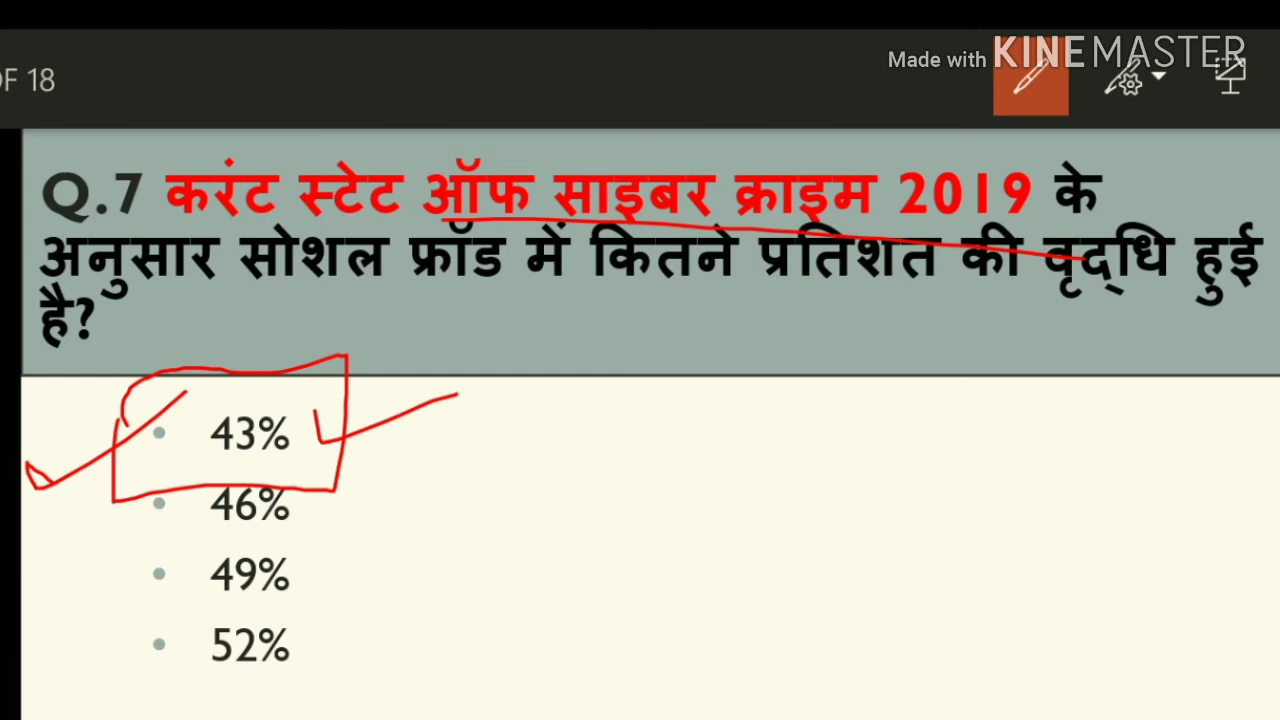 Made with KINEMASTER
OF 18
Q.7 करंट स्टेट ऑफ साइबर क्राइम 2019 के
अनुसार सोशल फ्रॉड में कितने प्रतिशत की वृद्धि हुई
है?
43%
46%
49%
52%